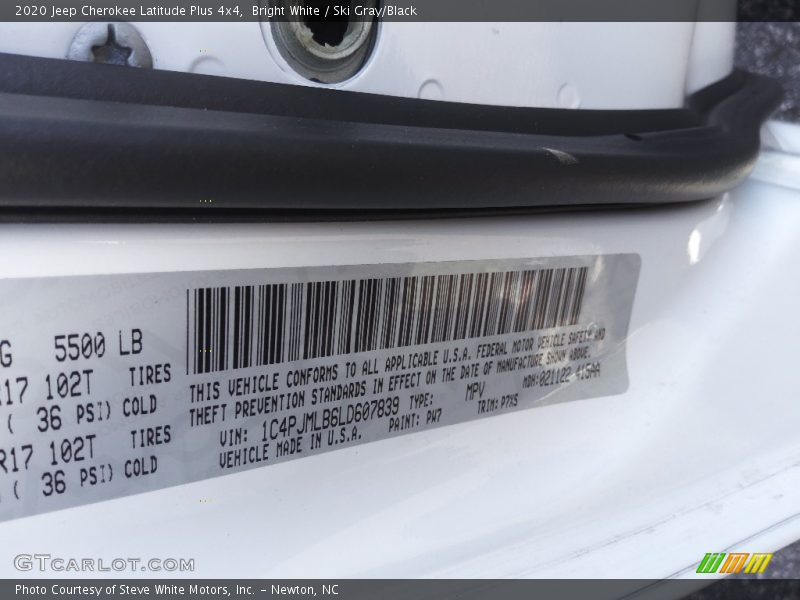 2020 Jeep Cherokee Latitude Plus 4x4,  Bright White / Ski Gray/Black
G 5500 LB
R17 102T TIRES
( 36 PSI) COLD
R17 102T TIRES
( 36 PSI) COLD
THIS VEHICLE CONFORMS TO ALL APPLICABLE U.S.A. FEDERAL MOTOR VEHICLE SAFETY AND
THEFT PREVENTION STANDARDS IN EFFECT ON THE DATE OF MANUFACTURE SHOWN ABOVE.
VIN: 1C4PJMLB6LD607839 TYPE: MPV MDH:021122 415AA
VEHICLE MADE IN U.S.A. PAINT: PW7 TRIM: P7X5
GTCARLOT.COM
Photo Courtesy of Steve White Motors, Inc. – Newton, NC